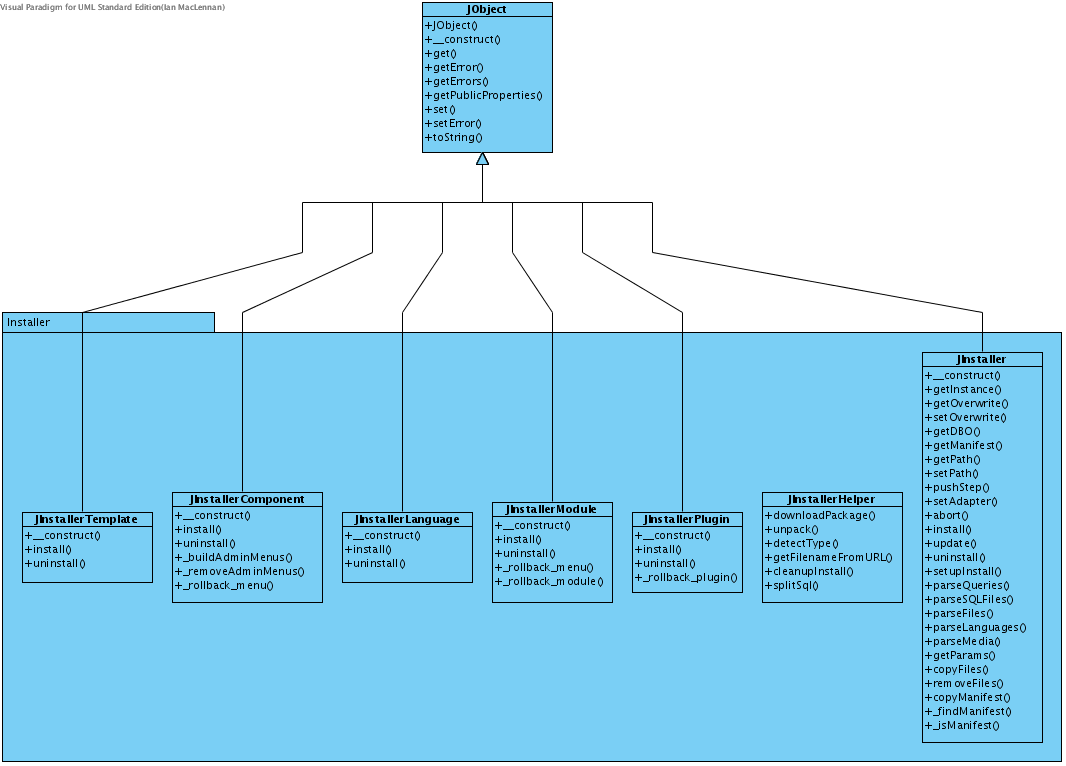 Visual Paradigm for UML Standard Edition(Ian MacLennan)
JObject
+JObject()
+__construct()
+get()
+getError()
+getErrors()
+getPublicProperties()
+set()
+setError()
+toString()
Installer
JInstallerTemplate
+__construct()
+install()
+uninstall()
JInstallerComponent
+__construct()
+install()
+uninstall()
+_buildAdminMenus()
+_removeAdminMenus()
+_rollback_menu()
JInstallerLanguage
+__construct()
+install()
+uninstall()
JInstallerModule
+__construct()
+install()
+uninstall()
+_rollback_menu()
+_rollback_module()
JInstallerPlugin
+__construct()
+install()
+uninstall()
+_rollback_plugin()
JInstallerHelper
+downloadPackage()
+unpack()
+detectType()
+getFilenameFromURL()
+cleanupInstall()
+splitSql()
JInstaller
+__construct()
+getInstance()
+getOverwrite()
+setOverwrite()
+getDBO()
+getManifest()
+getPath()
+setPath()
+pushStep()
+setAdapter()
+abort()
+install()
+update()
+uninstall()
+setupInstall()
+parseQueries()
+parseSQLFiles()
+parseFiles()
+parseLanguages()
+parseMedia()
+getParams()
+copyFiles()
+removeFiles()
+copyManifest()
+_findManifest()
+_isManifest()